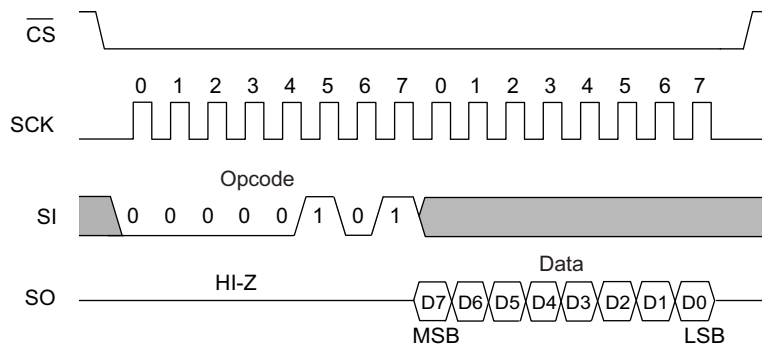 CS
0 1 2 3 4 5 6 7 0 1 2 3 4 5 6 7
SCK
Opcode
SI 0 0 0 0 0 1 0 1
HI-Z Data
SO D7 D6 D5 D4 D3 D2 D1 D0
MSB LSB